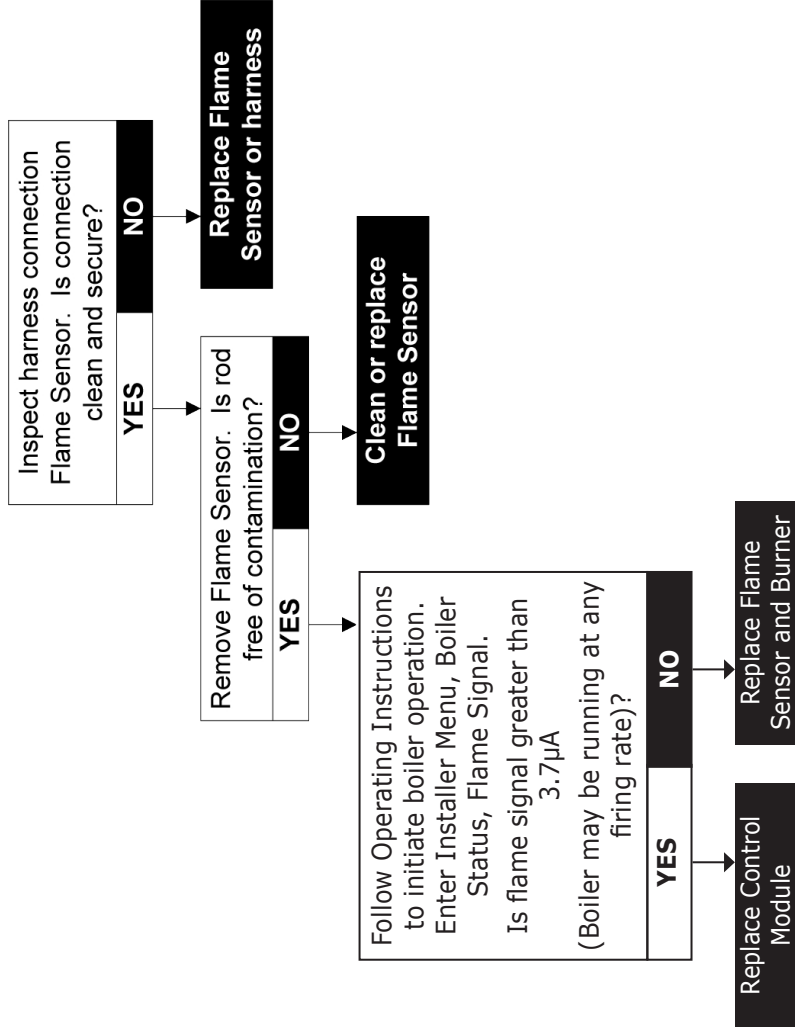 Inspect harness connection
Flame Sensor.  Is connection
clean and secure?
YES
NO
Replace Flame
Sensor or harness
Remove Flame Sensor.  Is rod
free of contamination?
YES
NO
Clean or replace
Flame Sensor
Follow Operating Instructions
to initiate boiler operation.
Enter Installer Menu, Boiler
Status, Flame Signal.
Is flame signal greater than
3.7µA
(Boiler may be running at any
firing rate)?
YES
NO
Replace Control
Module
Replace Flame
Sensor and Burner